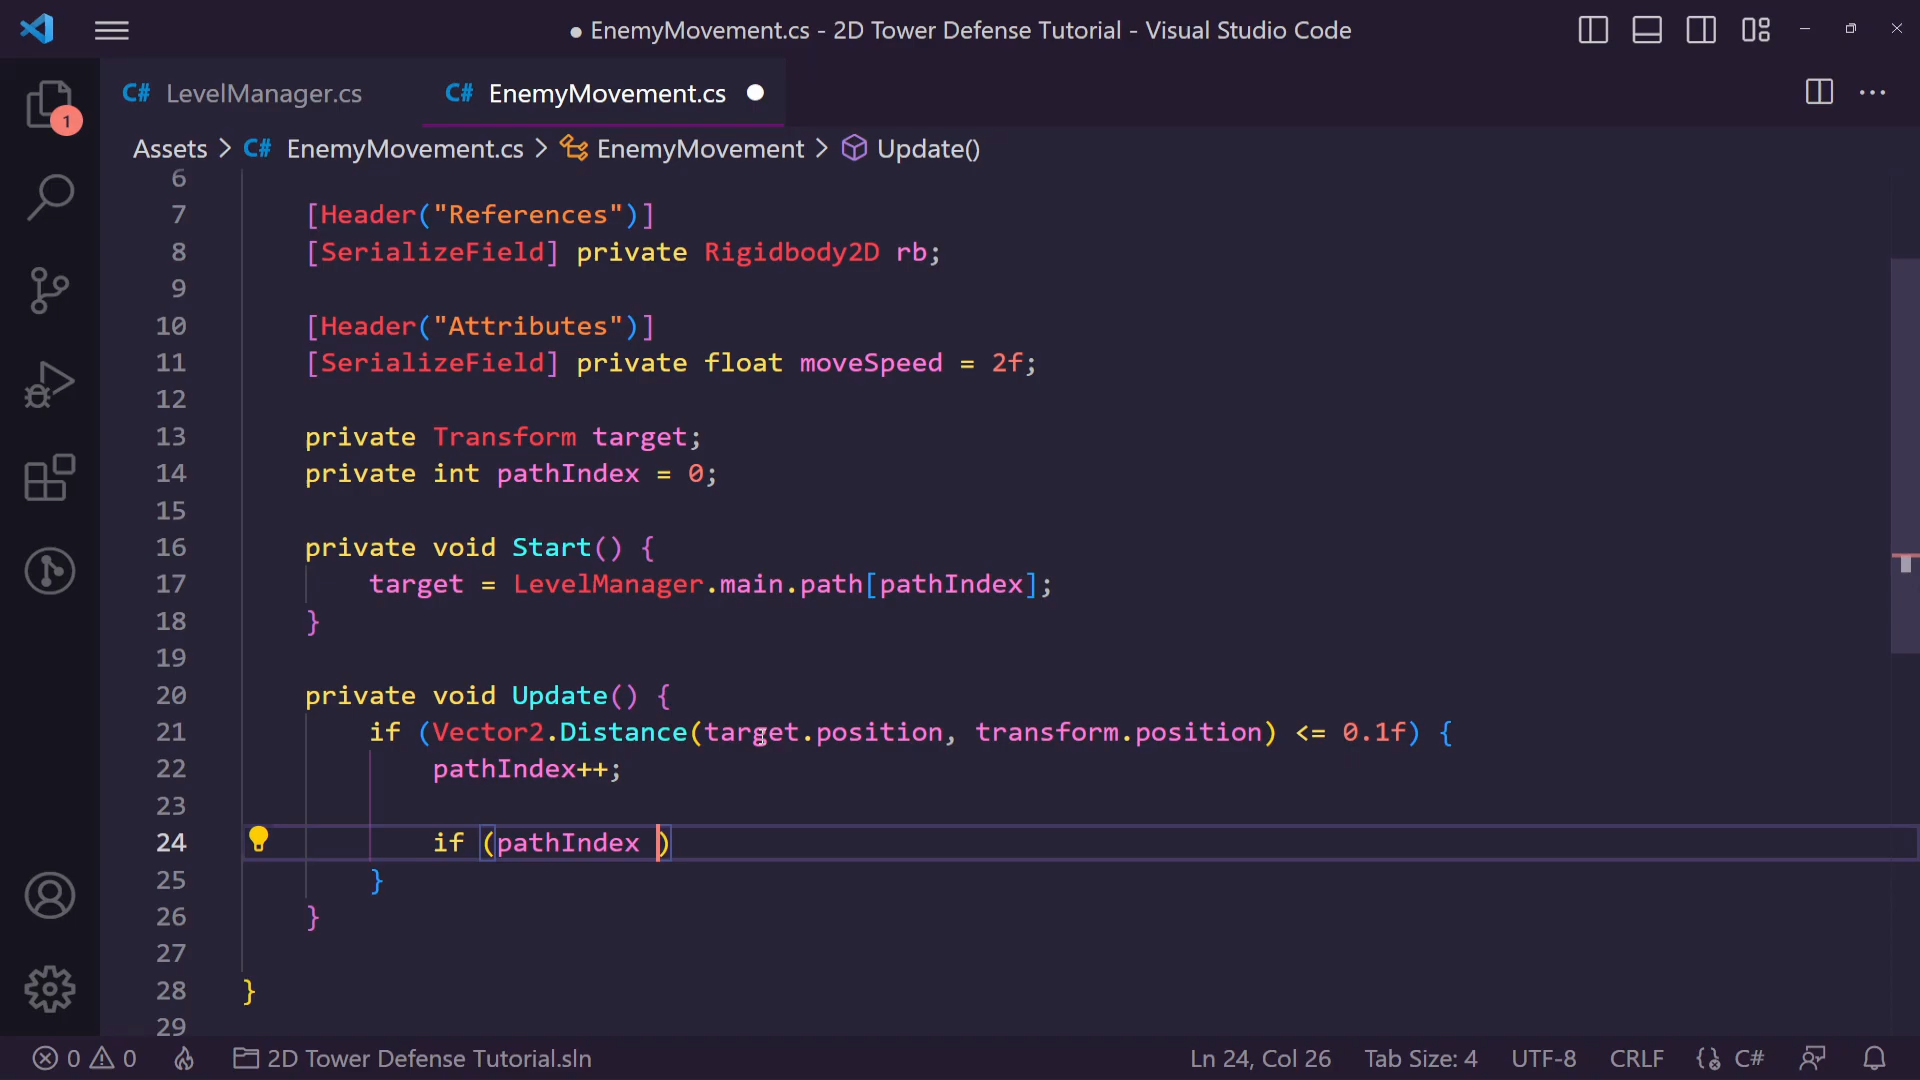 EnemyMovement.cs - 2D Tower Defense Tutorial - Visual Studio Code
C# LevelManager.cs
C# EnemyMovement.cs
1
Assets > C# EnemyMovement.cs > EnemyMovement > Update()
6
7 [Header("References")]
8 [SerializeField] private Rigidbody2D rb;
9
10 [Header("Attributes")]
11 [SerializeField] private float moveSpeed = 2f;
12
13 private Transform target;
14 private int pathIndex = 0;
15
16 private void Start() {
17 target = LevelManager.main.path[pathIndex];
18 }
19
20 private void Update() {
21 if (Vector2.Distance(target.position, transform.position) <= 0.1f) {
22 pathIndex++;
23
24 if (pathIndex )
25 }
26 }
27
28 }
29
0 0 2D Tower Defense Tutorial.sln Ln 24, Col 26 Tab Size: 4 UTF-8 CRLF C#